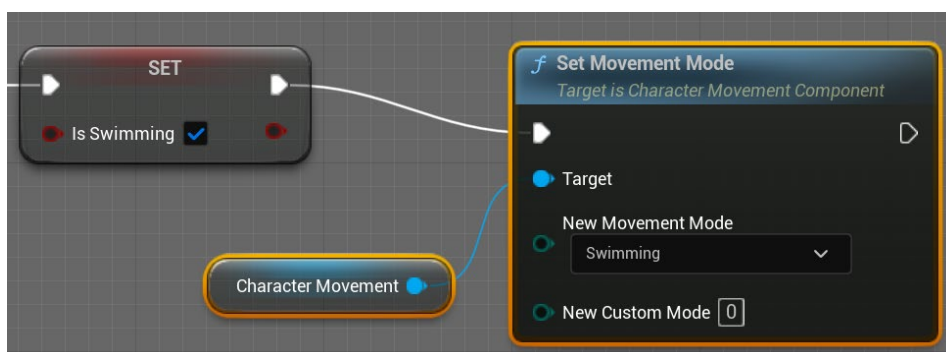 SET
Is Swimming
Set Movement Mode
Target is Character Movement Component
Target
New Movement Mode
Swimming
Character Movement
New Custom Mode 0